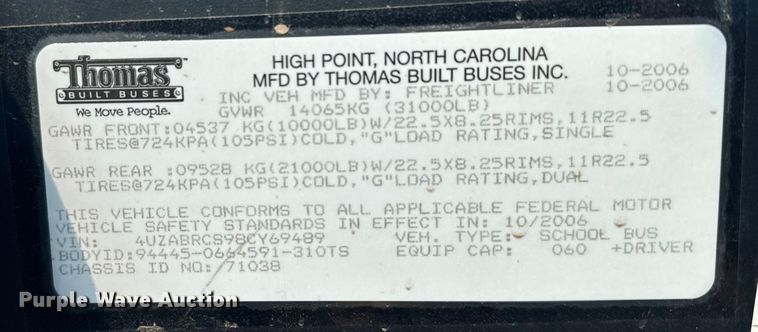 Thomas
BUILT BUSES
We Move People.
HIGH POINT, NORTH CAROLINA
MFD BY THOMAS BUILT BUSES INC. 10-2006
INC VEH MFD BY: FREIGHTLINER 10-2006
GVWR 14065KG (31000LB)
GAWR FRONT:04537 KG(10000LB)W/22.5X8.25RIMS,11R22.5
TIRES@724KPA(105PSI)COLD,"G"LOAD RATING,SINGLE
GAWR REAR :09528 KG(21000LB)W/22.5X8.25RIMS,11R22.5
TIRES@724KPA(105PSI)COLD,"G"LOAD RATING,DUAL
THIS VEHICLE CONFORMS TO ALL APPLICABLE FEDERAL MOTOR
VEHICLE SAFETY STANDARDS IN EFFECT IN: 10/2006
VIN: 4UZABRCS98CY69489 VEH. TYPE: SCHOOL BUS
BODYID:94445-0664591-310TS EQUIP CAP: 060 +DRIVER
CHASSIS ID NO: 71038
Purple Wave Auction